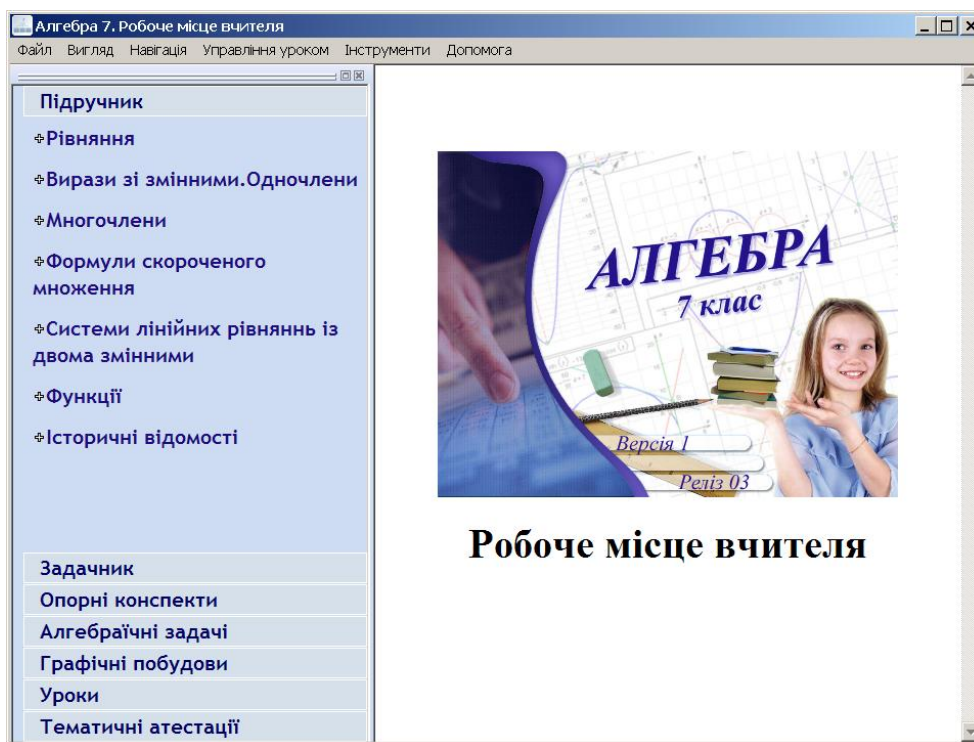 Алгебра 7. Робоче місце вчителя
Файл Вигляд Навігація Управління уроком Інструменти Допомога
Підручник
Рівняння
Вирази зі змінними.Одночлени
Многочлени
Формули скороченого
множення
Системи лінійних рівняннь із
двома змінними
Функції
Історичні відомості
Задачник
Опорні конспекти
Алгебраїчні задачі
Графічні побудови
Уроки
Тематичні атестації
АЛГЕБРА
7 клас
Версія 1
Реліз 03
Робоче місце вчителя